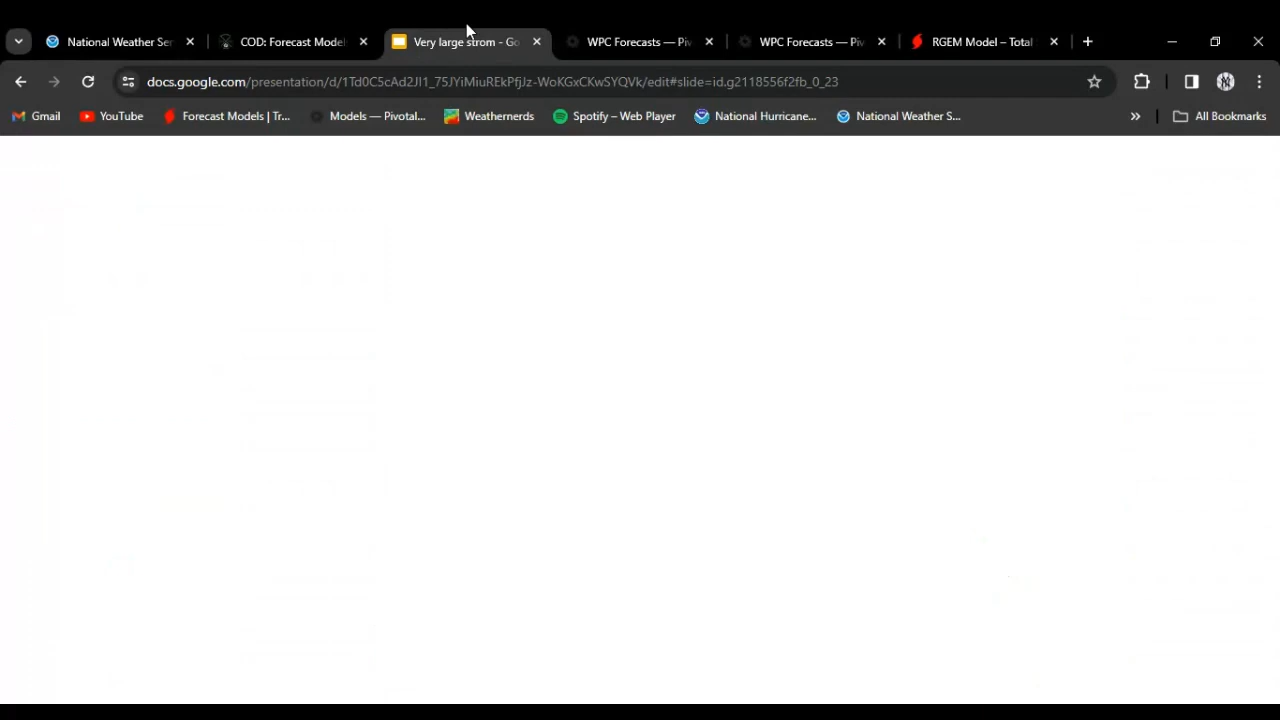 National Weather Ser
COD: Forecast Model
Very large strom - Go
WPC Forecasts — Piv
WPC Forecasts — Piv
RGEM Model – Total
docs.google.com/presentation/d/1Td0C5cAd2JI1_75JYiMiuREkPfjJz-WoKGxCKwSYQVk/edit#slide=id.g2118556f2fb_0_23
Gmail
YouTube
Forecast Models | Tr...
Models — Pivotal...
Weathernerds
Spotify – Web Player
National Hurricane...
National Weather S...
All Bookmarks